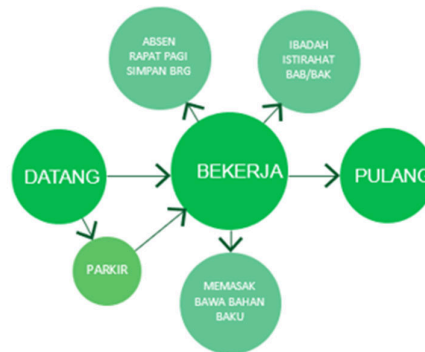 ABSEN
RAPAT PAGI
SIMPAN BRG
IBADAH
ISTIRAHAT
BAB/BAK
DATANG
BEKERJA
PULANG
PARKIR
MEMASAK
BAWA BAHAN
BAKU